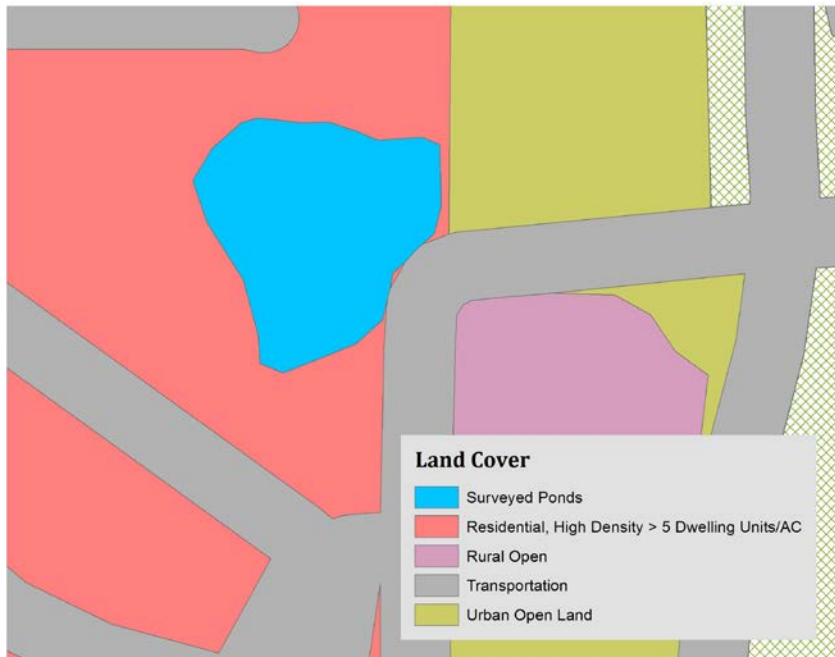 Land Cover
Surveyed Ponds
Residential, High Density > 5 Dwelling Units/AC
Rural Open
Transportation
Urban Open Land